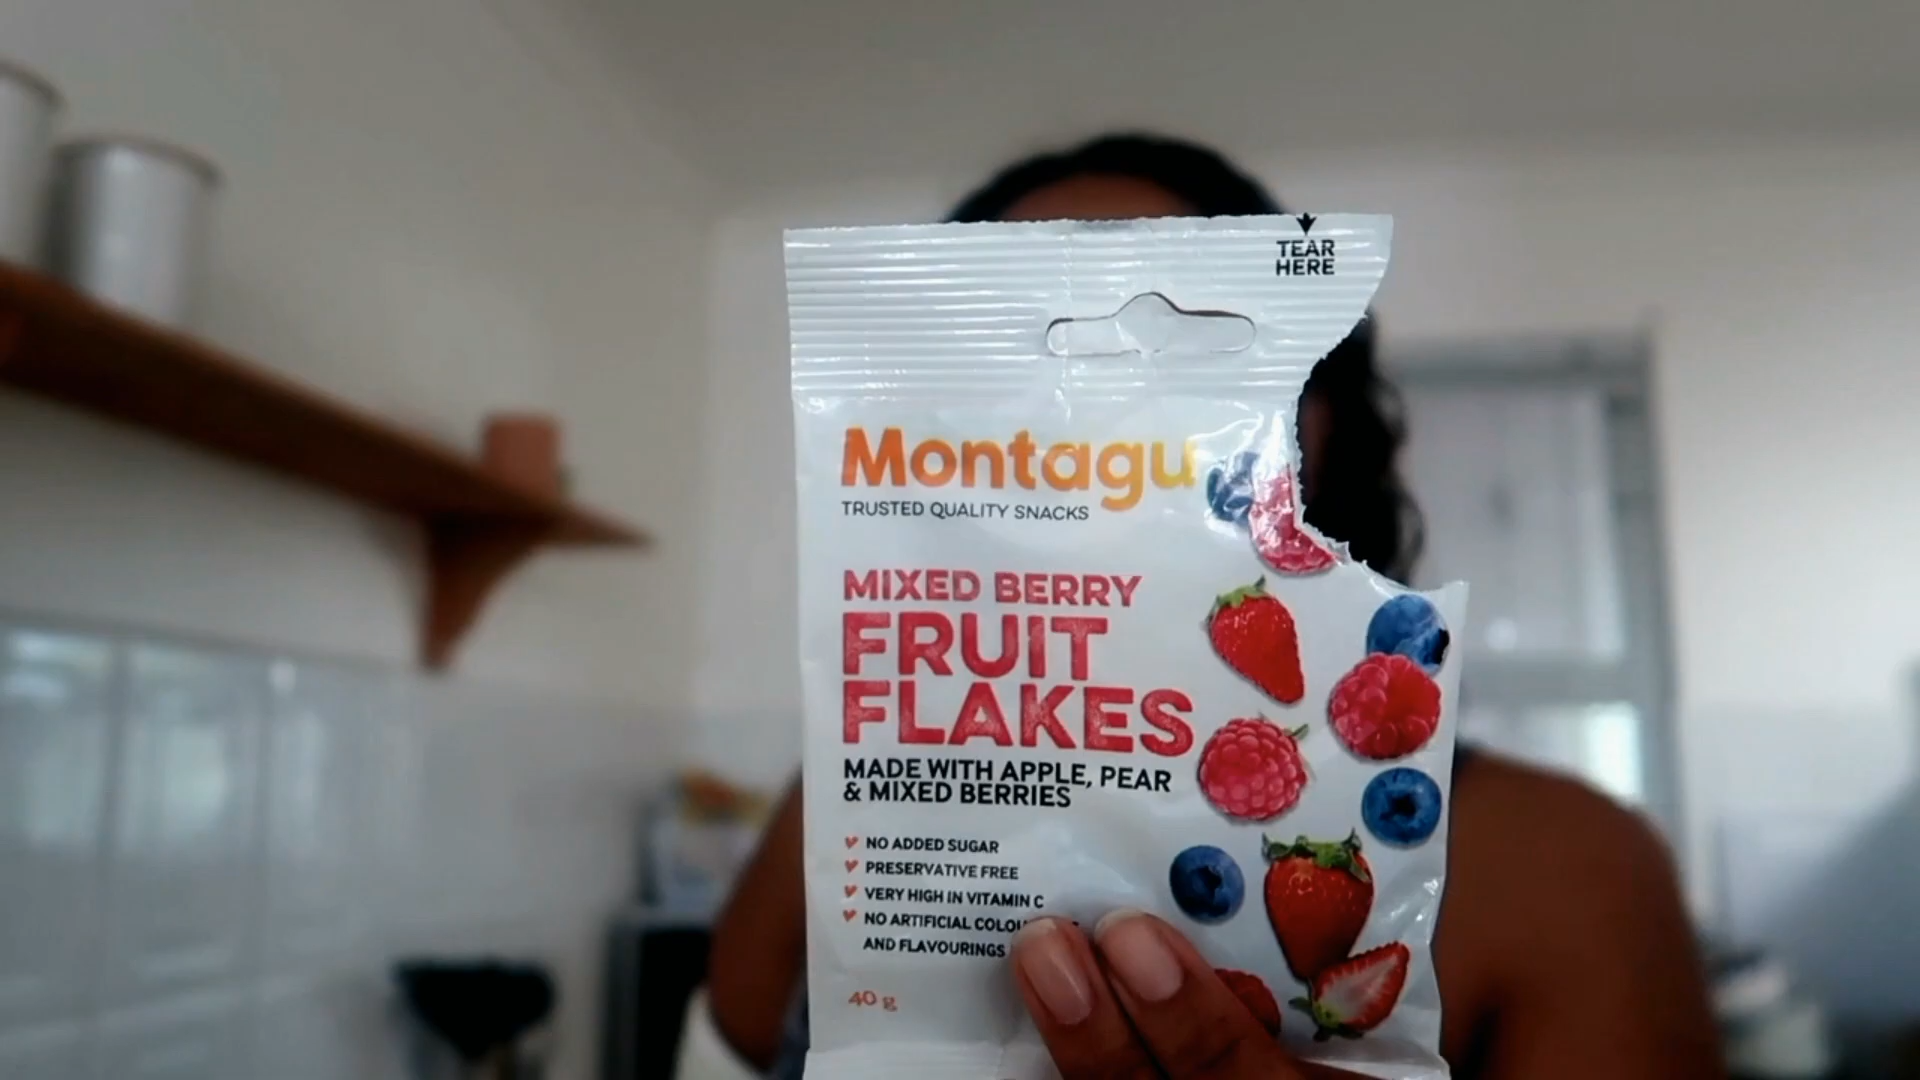 TEAR
HERE
Montagu
TRUSTED QUALITY SNACKS
MIXED BERRY
FRUIT
FLAKES
MADE WITH APPLE, PEAR
& MIXED BERRIES
NO ADDED SUGAR
PRESERVATIVE FREE
VERY HIGH IN VITAMIN C
NO ARTIFICIAL
AND FLAVOURINGS
40 g